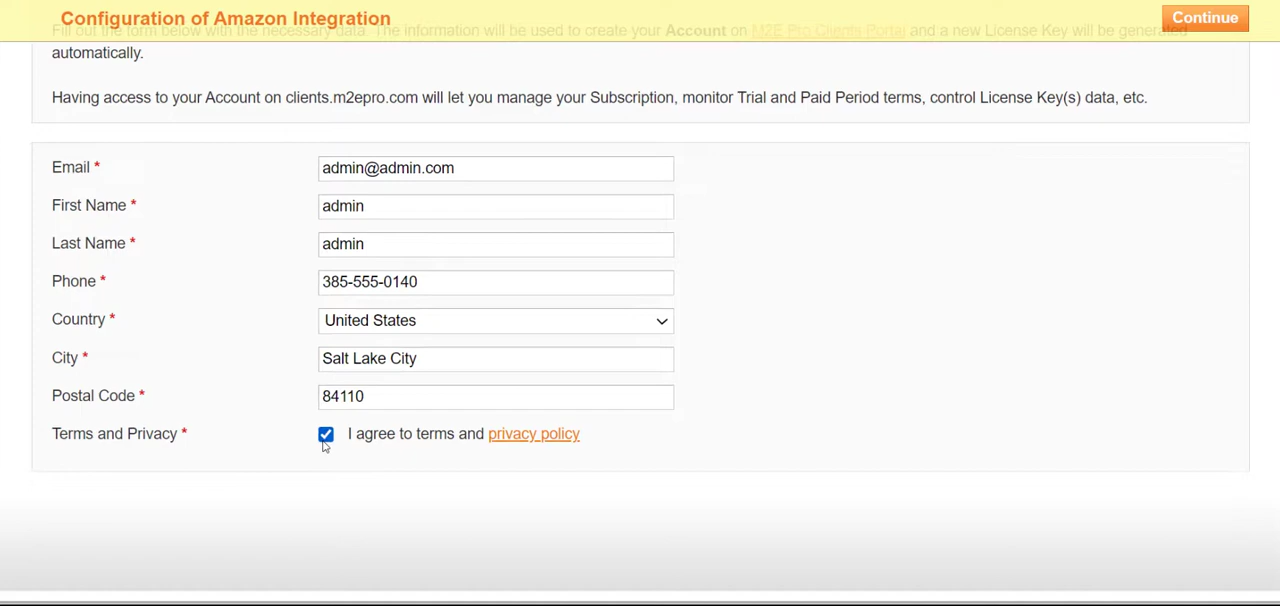 Configuration of Amazon Integration
Continue
Fill out the form below with the necessary data. The information will be used to create your Account on M2E Pro Clients Portal and a new License Key will be generated
automatically.
Having access to your Account on clients.m2epro.com will let you manage your Subscription, monitor Trial and Paid Period terms, control License Key(s) data, etc.
Email *
admin@admin.com
First Name *
admin
Last Name *
admin
Phone *
385-555-0140
Country *
United States
City *
Salt Lake City
Postal Code *
84110
Terms and Privacy *
I agree to terms and privacy policy